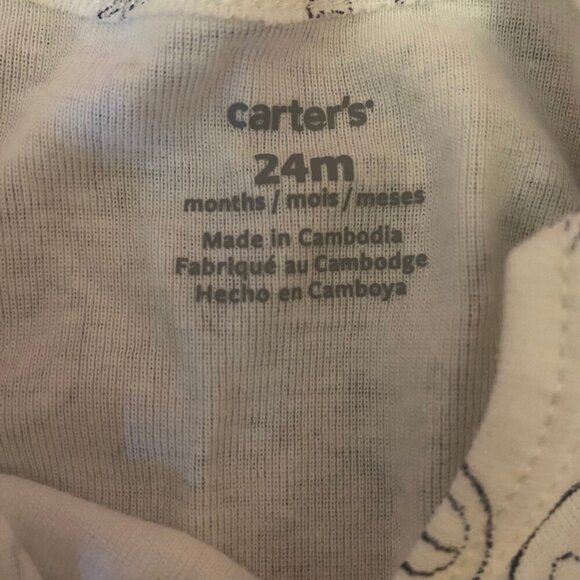 carter's
24m
months / mois / meses
Made in Cambodia
Fabriqué au Cambodge
Hecho en Camboya